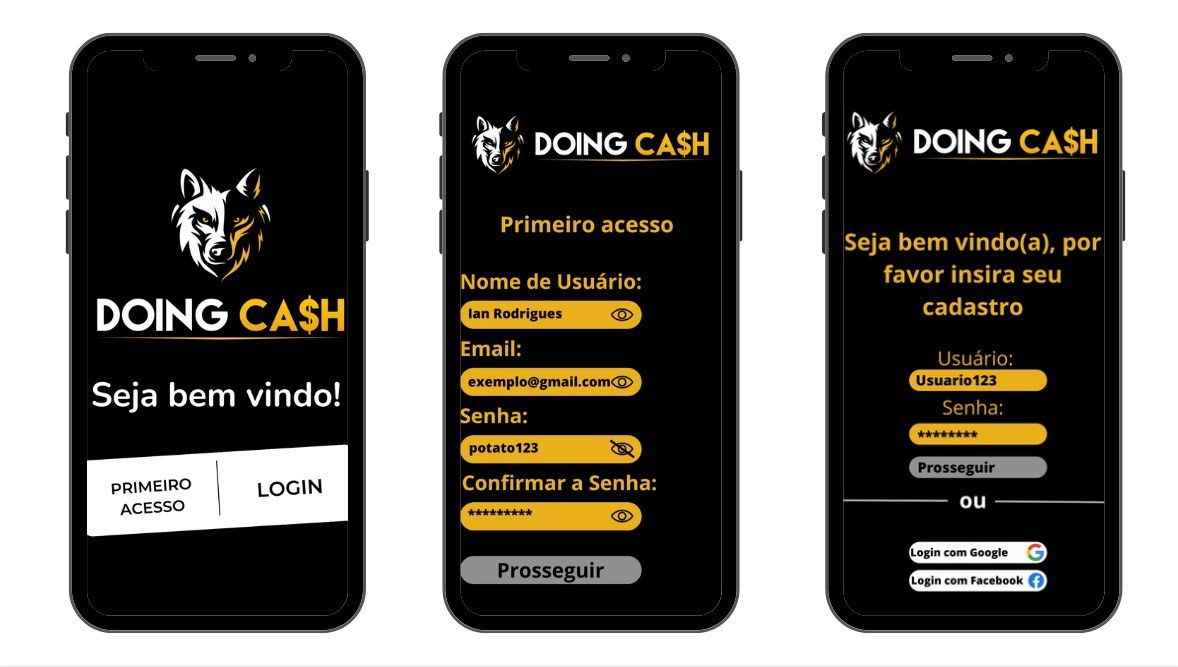 DOING CA$H
Seja bem vindo!
PRIMEIRO
ACESSO
LOGIN
DOING CA$H
Primeiro acesso
Nome de Usuário:
Ian Rodrigues
Email:
exemplo@gmail.com
Senha:
potato123
Confirmar a Senha:
*********
Prosseguir
DOING CA$H
Seja bem vindo(a), por
favor insira seu
cadastro
Usuário:
Usuario123
Senha:
********
Prosseguir
ou
Login com Google
Login com Facebook